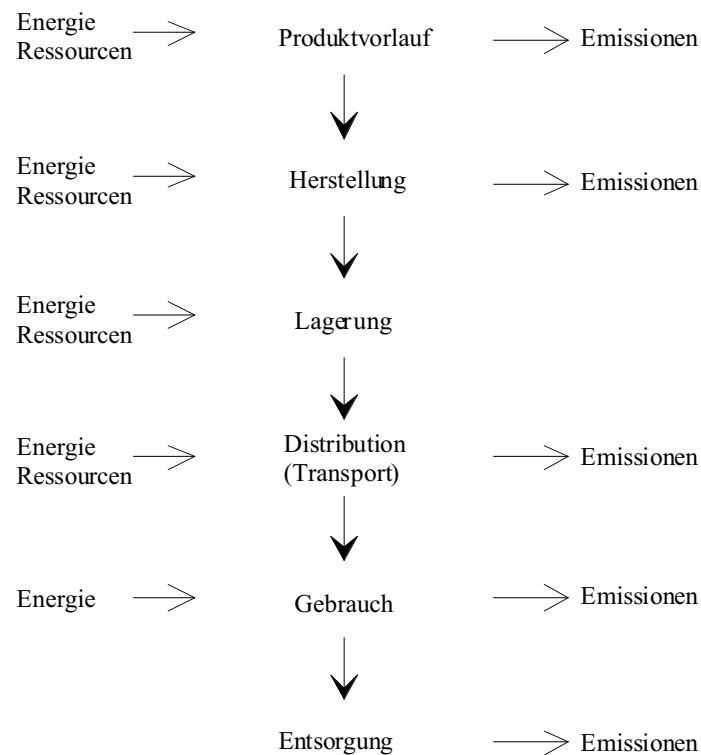 Energie
Ressourcen
Produktvorlauf
Emissionen
Energie
Ressourcen
Herstellung
Emissionen
Energie
Ressourcen
Lagerung
Energie
Ressourcen
Distribution
(Transport)
Emissionen
Energie
Gebrauch
Emissionen
Entsorgung
Emissionen